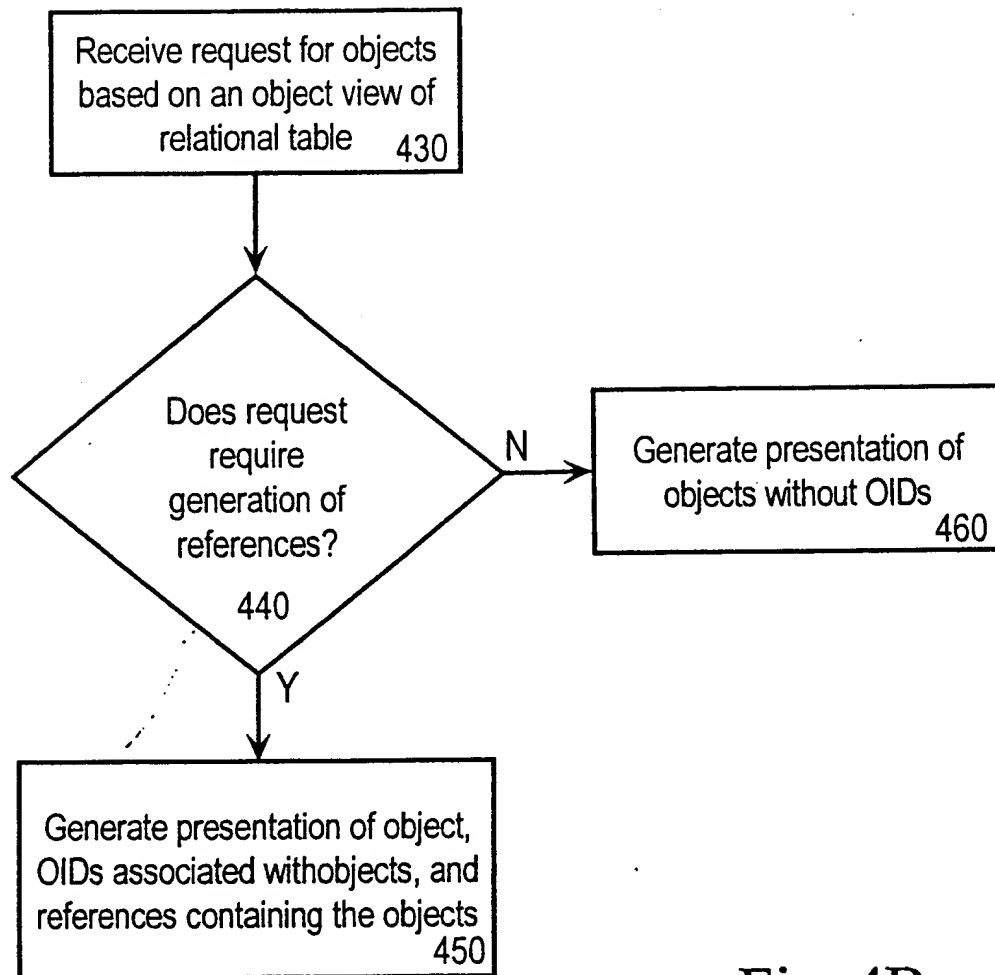 Receive request for objects
based on an object view of
relational table 430
Does request
require
generation of
references?
440
N
Generate presentation of
objects without OIDs
460
Y
Generate presentation of object,
OIDs associated withobjects, and
references containing the objects
450